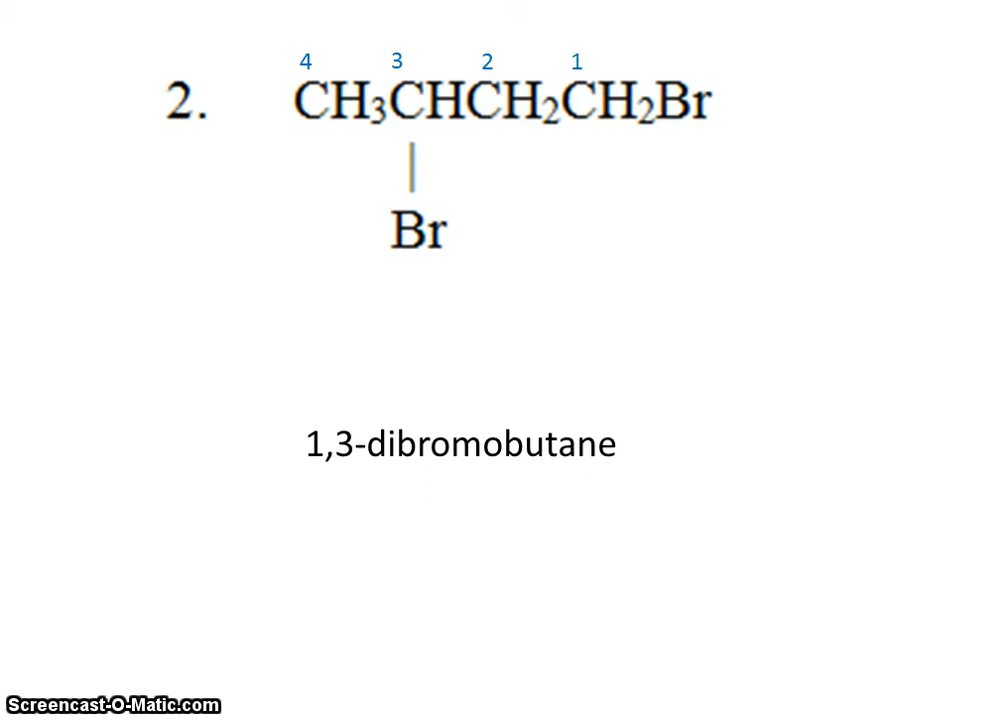 4 3 2 1
2. CH₃CHCH₂CH₂Br
|
Br
1,3-dibromobutane
Screencast-O-Matic.com